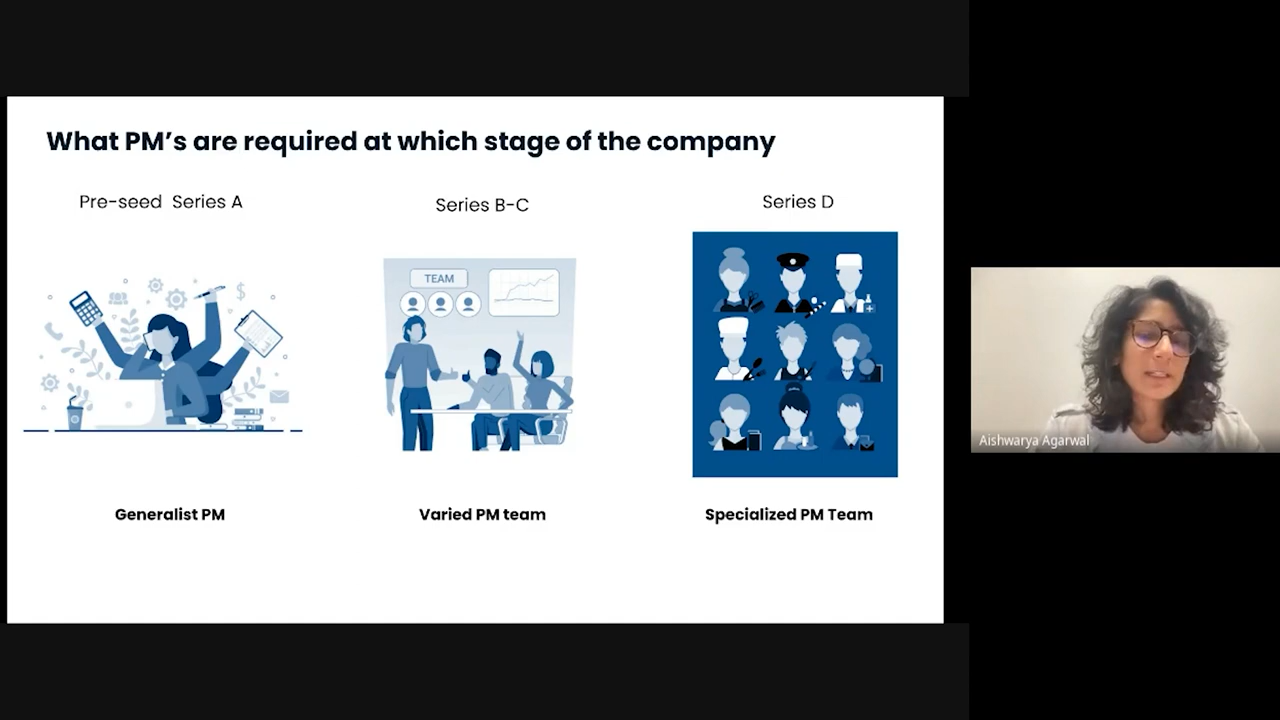 What PM’s are required at which stage of the company
Pre-seed  Series A
Series B-C
Series D
TEAM
$
Generalist PM
Varied PM team
Specialized PM Team
Aishwarya Agarwal